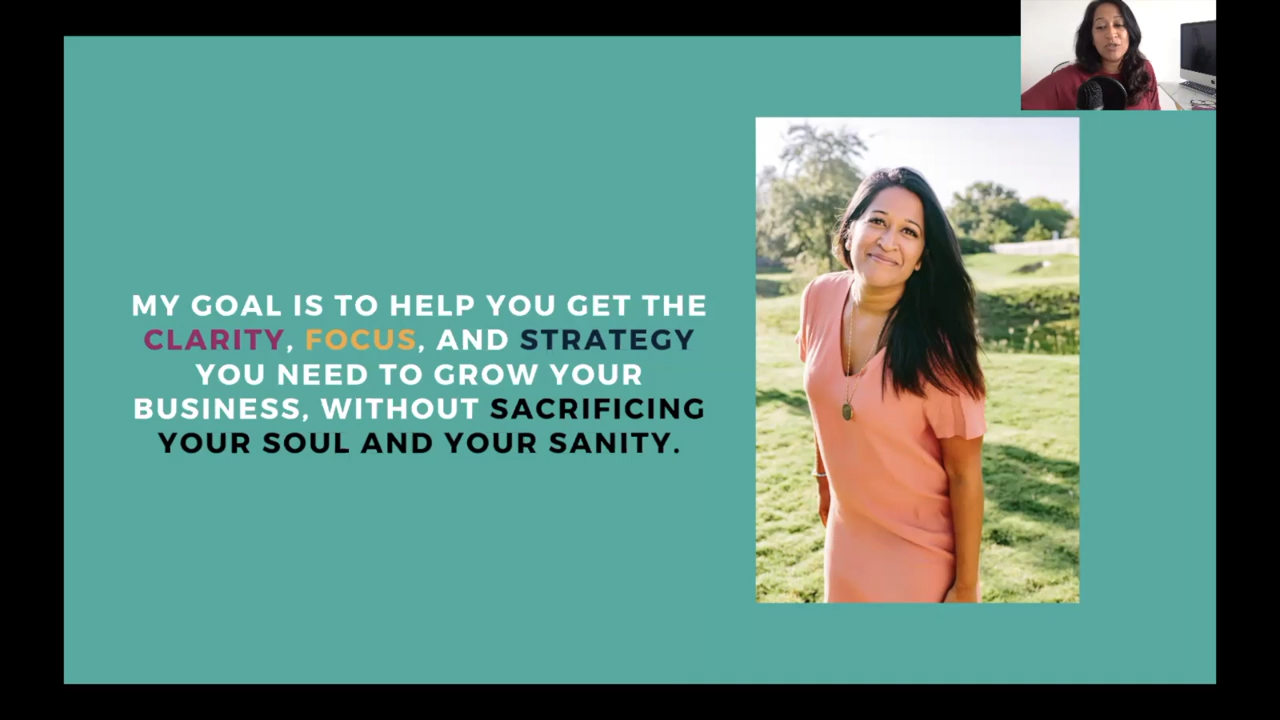 MY GOAL IS TO HELP YOU GET THE
CLARITY, FOCUS, AND STRATEGY
YOU NEED TO GROW YOUR
BUSINESS, WITHOUT SACRIFICING
YOUR SOUL AND YOUR SANITY.